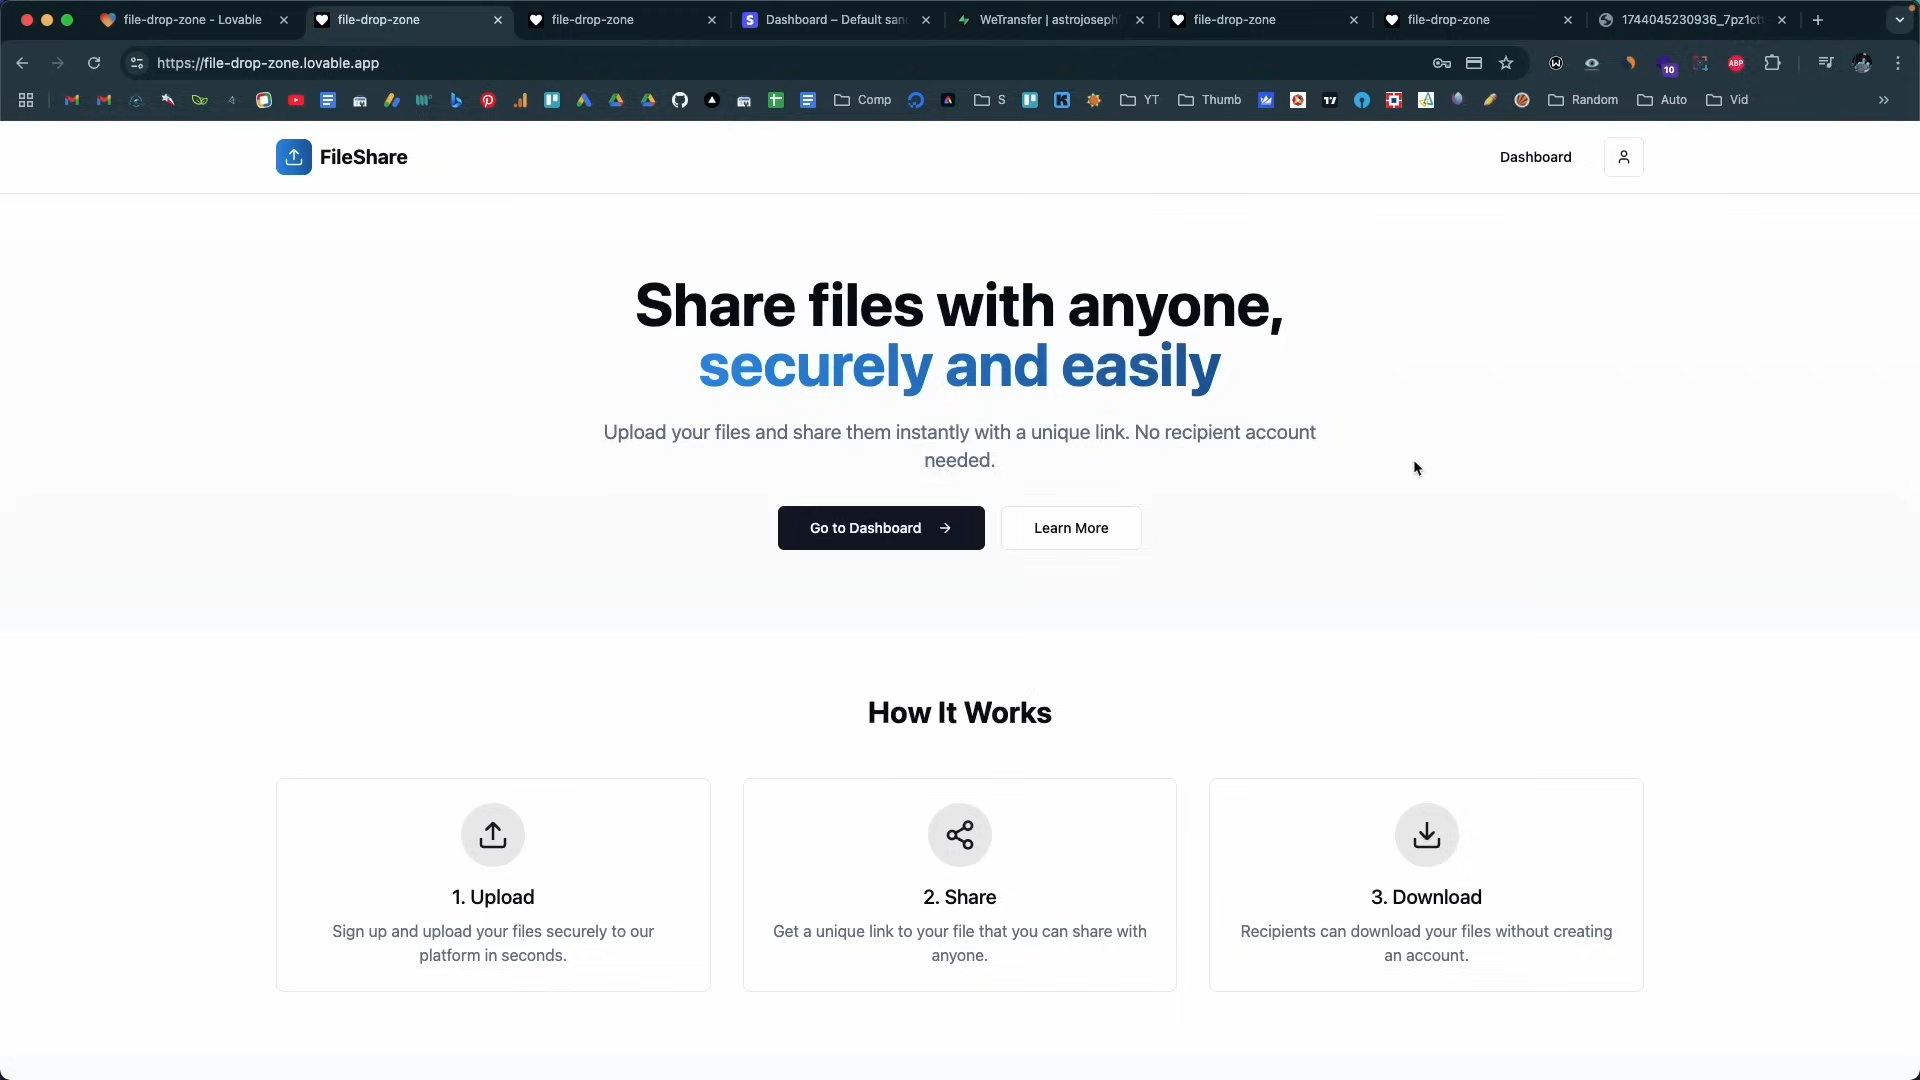 file-drop-zone - Lovable
file-drop-zone
file-drop-zone
Dashboard – Default san
WeTransfer | astrojoseph'
file-drop-zone
file-drop-zone
1744045230936_7pz1ct
https://file-drop-zone.lovable.app
10
ABP
Comp
S
YT
Thumb
Random
Auto
Vid
FileShare
Dashboard
Share files with anyone,
securely and easily
Upload your files and share them instantly with a unique link. No recipient account
needed.
Go to Dashboard
Learn More
How It Works
1. Upload
Sign up and upload your files securely to our
platform in seconds.
2. Share
Get a unique link to your file that you can share with
anyone.
3. Download
Recipients can download your files without creating
an account.